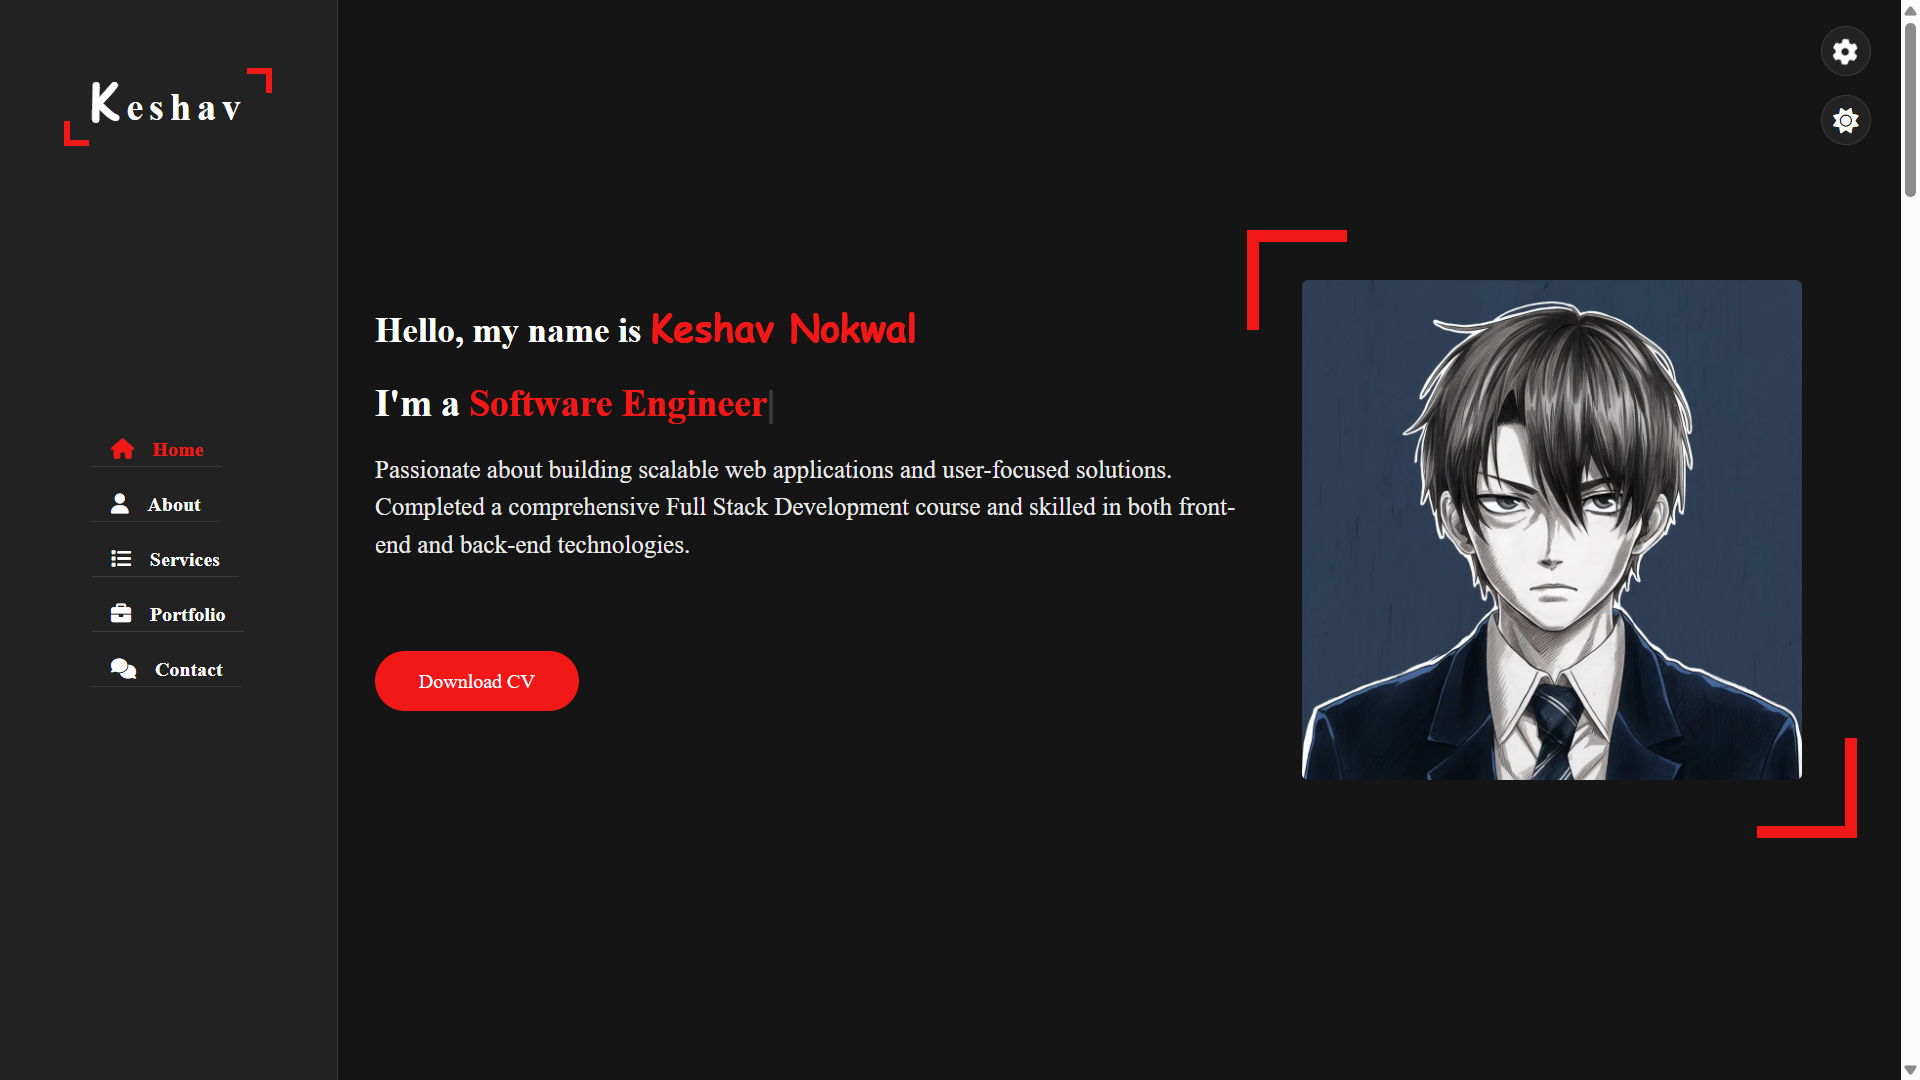 Keshav
Home
About
Services
Portfolio
Contact
Hello, my name is Keshav Nokwal
I'm a Software Engineer|
Passionate about building scalable web applications and user-focused solutions.
Completed a comprehensive Full Stack Development course and skilled in both front-
end and back-end technologies.
Download CV